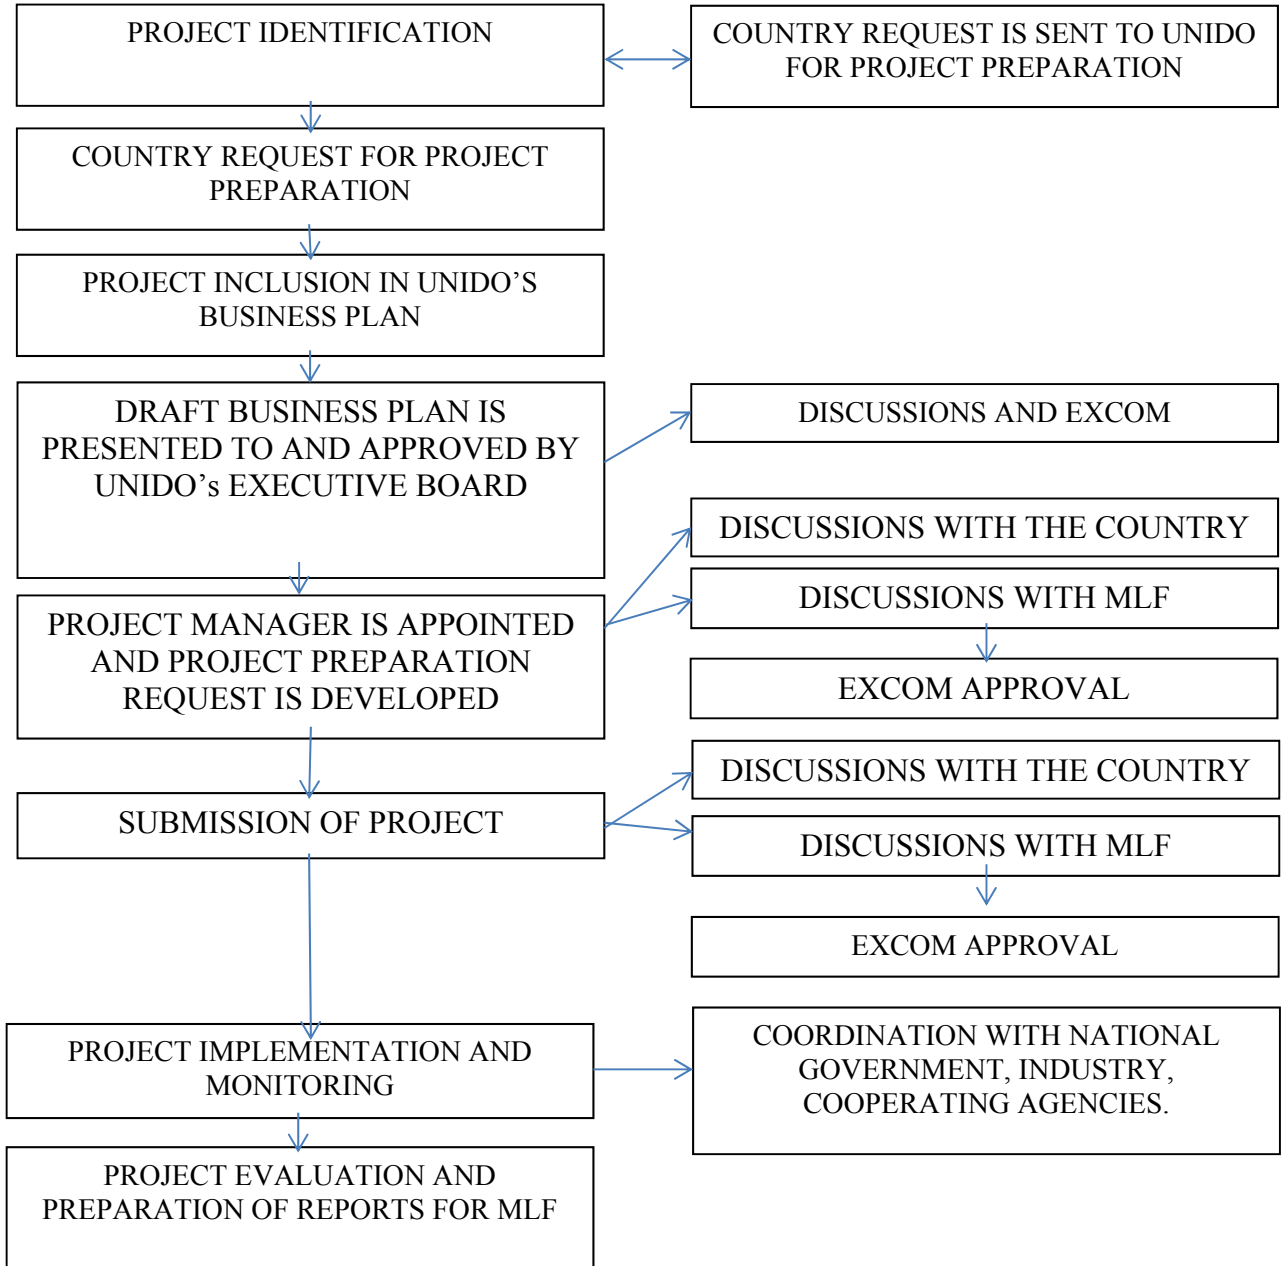 PROJECT IDENTIFICATION
COUNTRY REQUEST IS SENT TO UNIDO
FOR PROJECT PREPARATION
COUNTRY REQUEST FOR PROJECT
PREPARATION
PROJECT INCLUSION IN UNIDO’S
BUSINESS PLAN
DRAFT BUSINESS PLAN IS
PRESENTED TO AND APPROVED BY
UNIDO’s EXECUTIVE BOARD
DISCUSSIONS AND EXCOM
DISCUSSIONS WITH THE COUNTRY
DISCUSSIONS WITH MLF
EXCOM APPROVAL
PROJECT MANAGER IS APPOINTED
AND PROJECT PREPARATION
REQUEST IS DEVELOPED
DISCUSSIONS WITH THE COUNTRY
DISCUSSIONS WITH MLF
EXCOM APPROVAL
SUBMISSION OF PROJECT
PROJECT IMPLEMENTATION AND
MONITORING
COORDINATION WITH NATIONAL
GOVERNMENT, INDUSTRY,
COOPERATING AGENCIES.
PROJECT EVALUATION AND
PREPARATION OF REPORTS FOR MLF